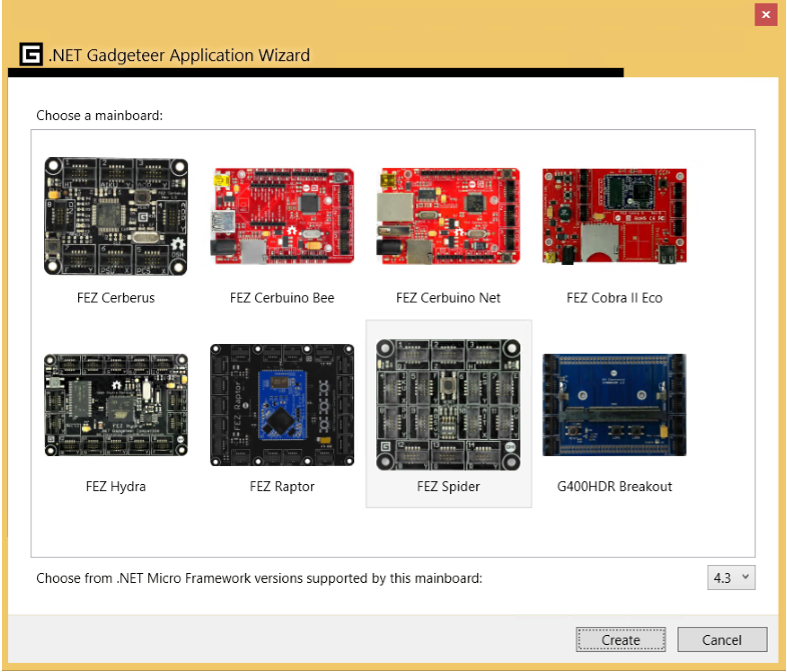 G .NET Gadgeteer Application Wizard
Choose a mainboard:
FEZ Cerberus
FEZ Cerbuino Bee
FEZ Cerbuino Net
FEZ Cobra II Eco
FEZ Hydra
FEZ Raptor
FEZ Spider
G400HDR Breakout
Choose from .NET Micro Framework versions supported by this mainboard:
4.3
Create
Cancel